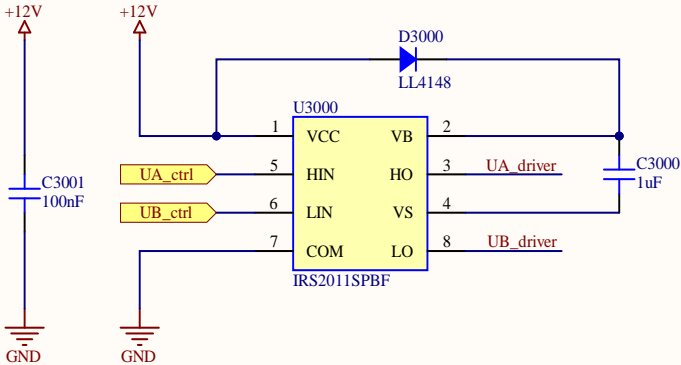 +12V
+12V
D3000
LL4148
U3000
1 VCC VB 2
C3000
1uF
UA_ctrl 5 HIN HO 3 UA_driver
C3001
100nF
UB_ctrl 6 LIN VS 4
7 COM LO 8 UB_driver
IRS2011SPBF
GND
GND